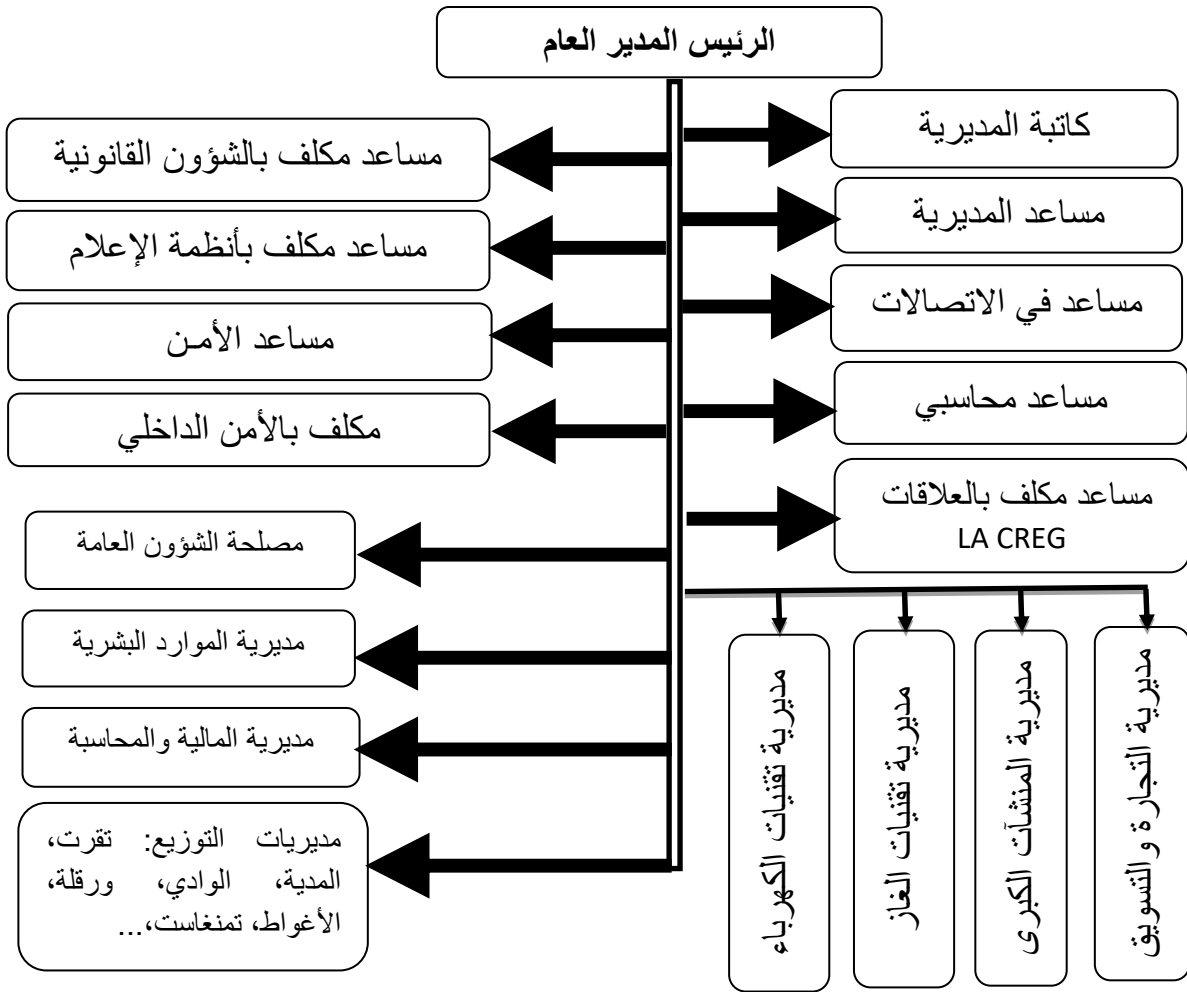 الرئيس المدير العام
كاتبة المديرية
مساعد المديرية
مساعد في الاتصالات
مساعد محاسبي
مساعد مكلف بالعلاقات
LA CREG
مساعد مكلف بالشؤون القانونية
مساعد مكلف بأنظمة الإعلام
مساعد الأمـن
مكلف بالأمن الداخلي
مصلحة الشؤون العامة
مديرية الموارد البشرية
مديرية المالية والمحاسبة
مديريات التوزيع: تقرت،
المدية، الوادي، ورقلة،
الأغواط، تمنغاست،...
مديرية التجارة والتسويق
مديرية المنشآت الكبرى
مديرية تقنيات الغاز
مديرية تقنيات الكهرباء